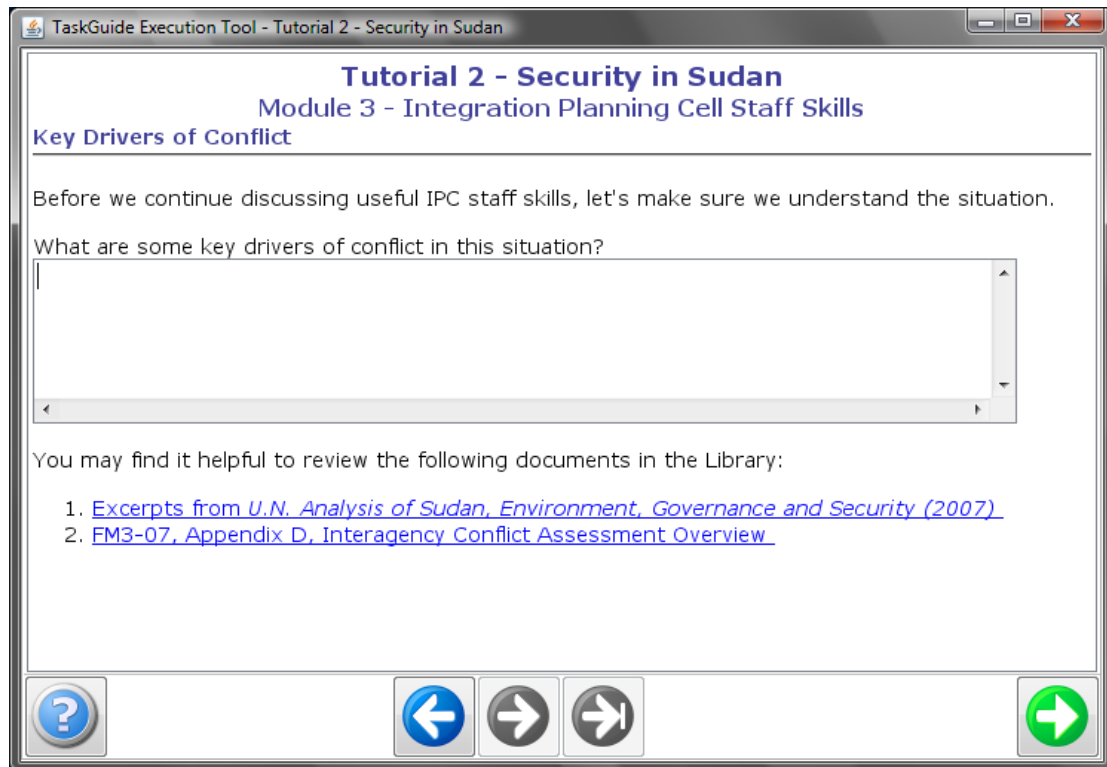 TaskGuide Execution Tool - Tutorial 2 - Security in Sudan
Tutorial 2 - Security in Sudan
Module 3 - Integration Planning Cell Staff Skills
Key Drivers of Conflict
Before we continue discussing useful IPC staff skills, let's make sure we understand the situation.
What are some key drivers of conflict in this situation?
You may find it helpful to review the following documents in the Library:
1. Excerpts from U.N. Analysis of Sudan, Environment, Governance and Security (2007)
2. FM3-07, Appendix D, Interagency Conflict Assessment Overview